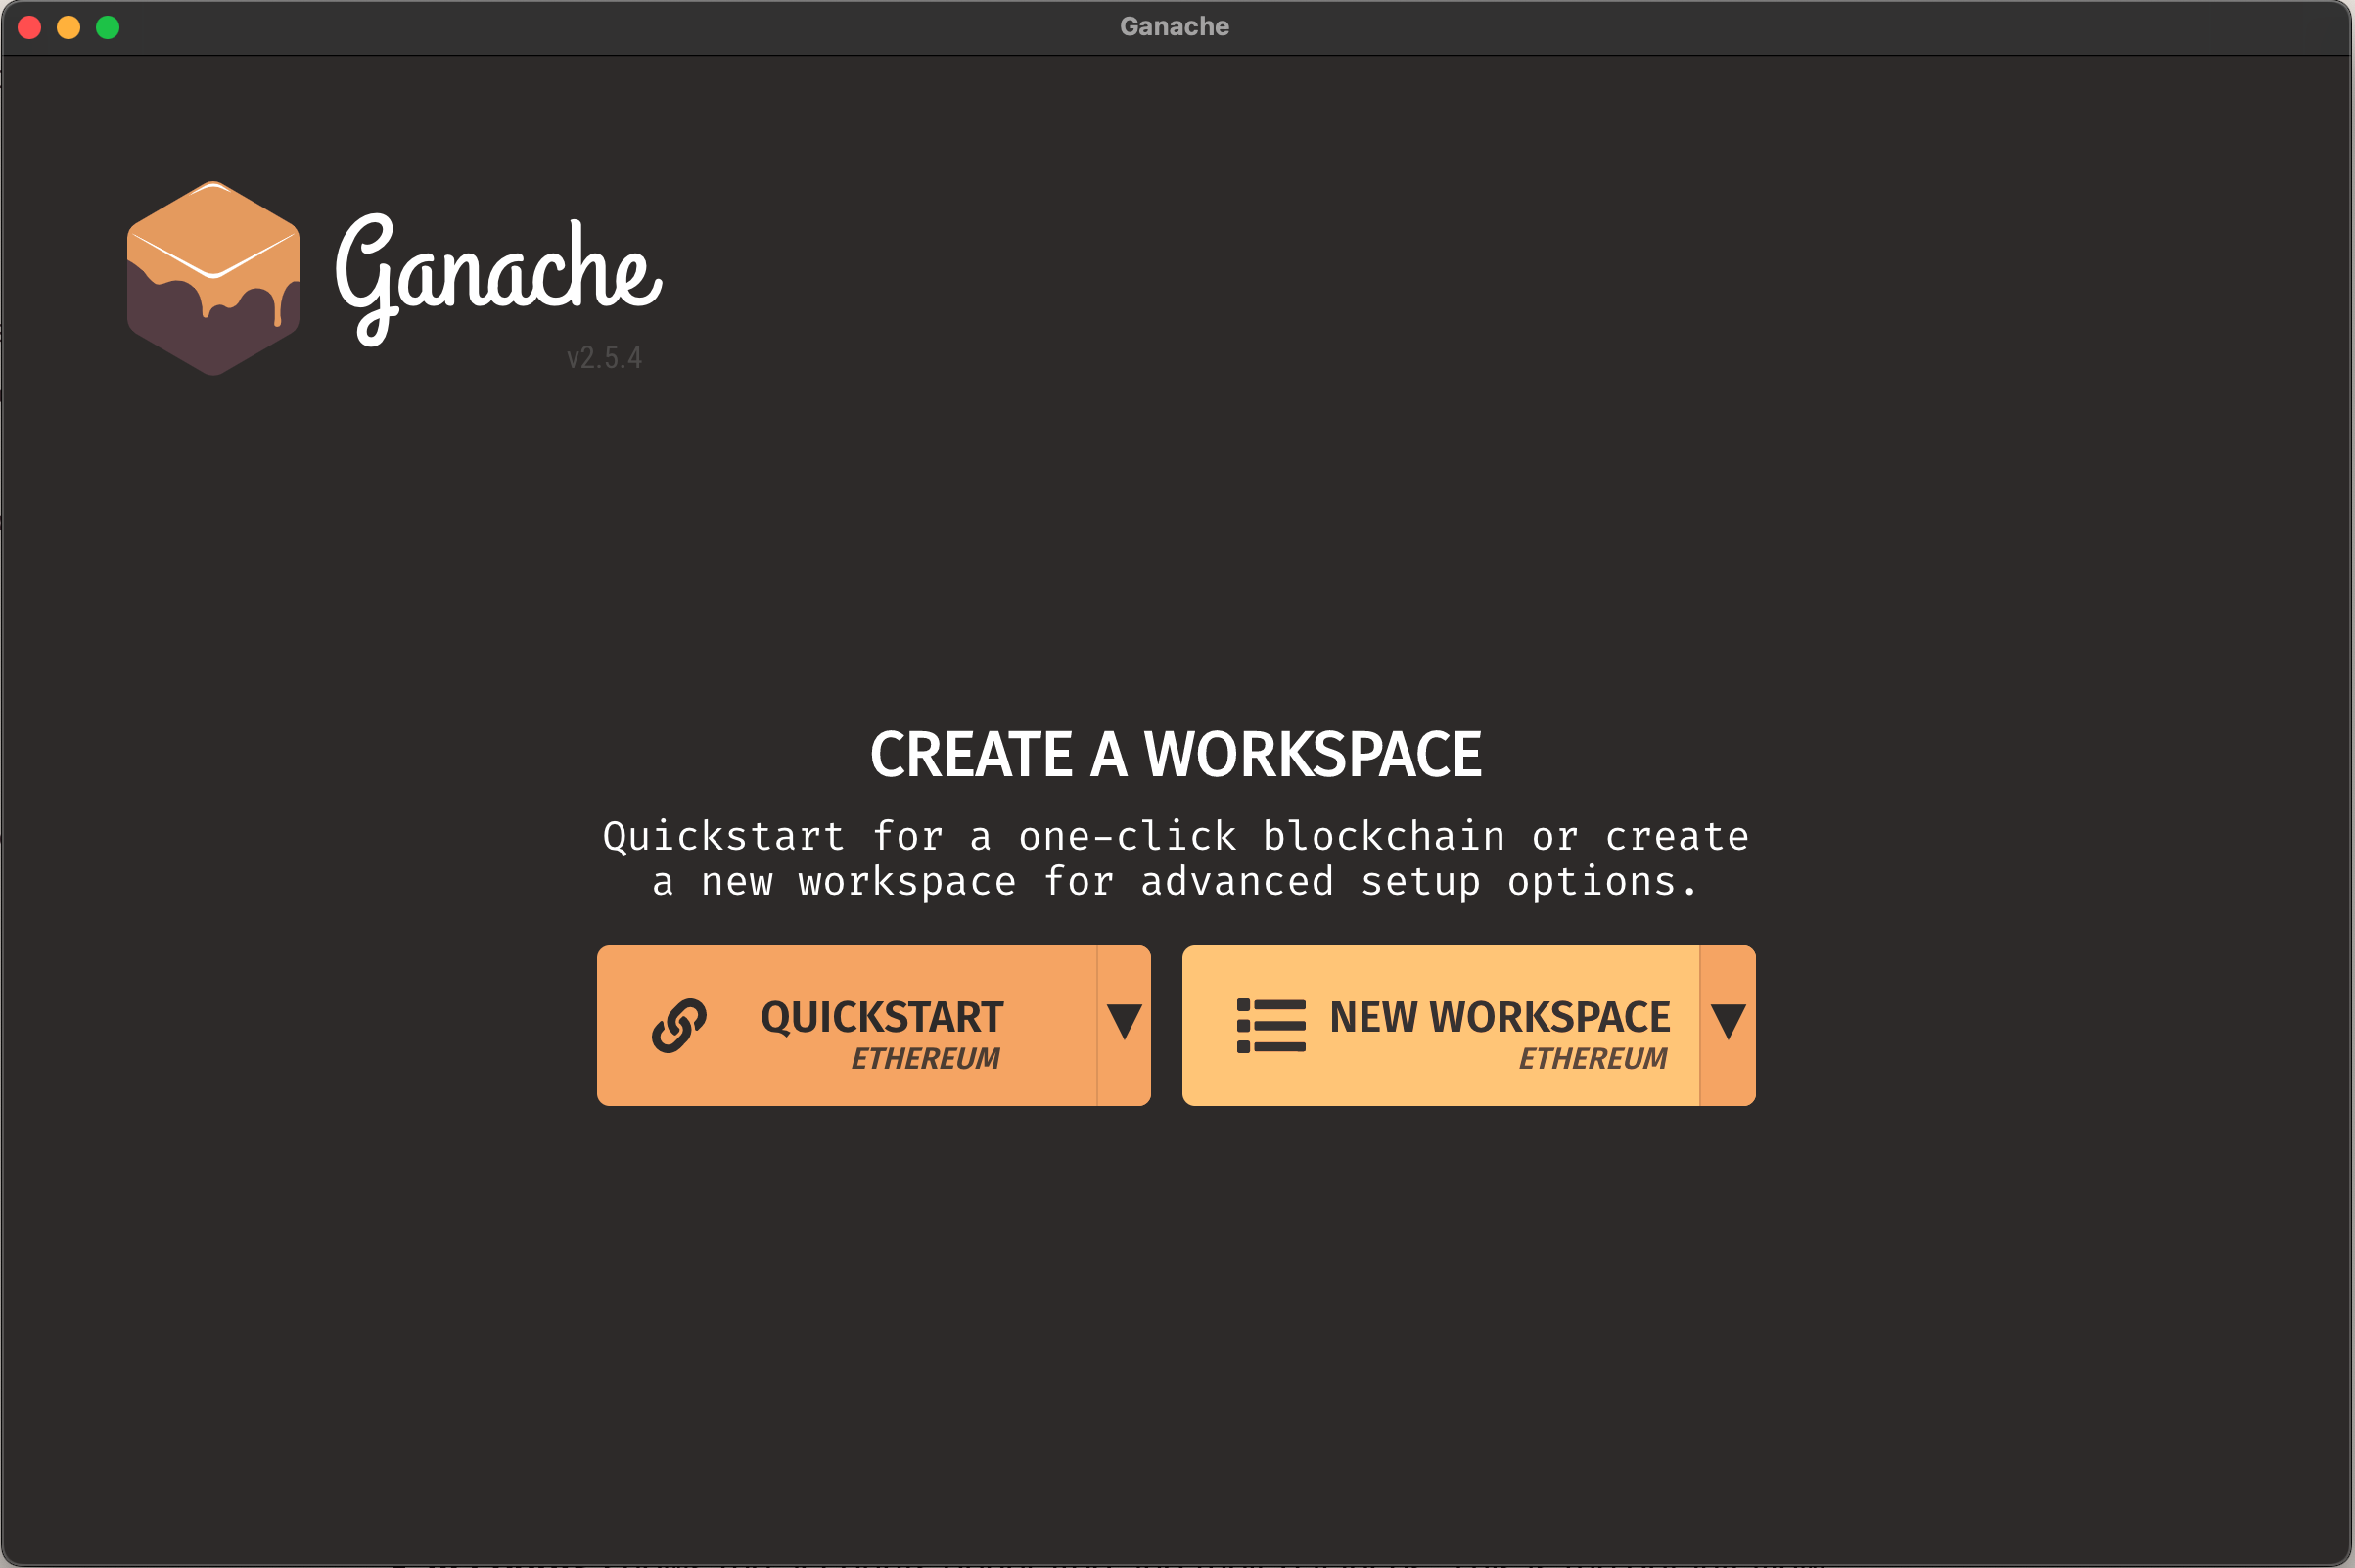 Ganache
Ganache
v2.5.4
CREATE A WORKSPACE
Quickstart for a one-click blockchain or create
a new workspace for advanced setup options.
QUICKSTART
ETHEREUM
NEW WORKSPACE
ETHEREUM